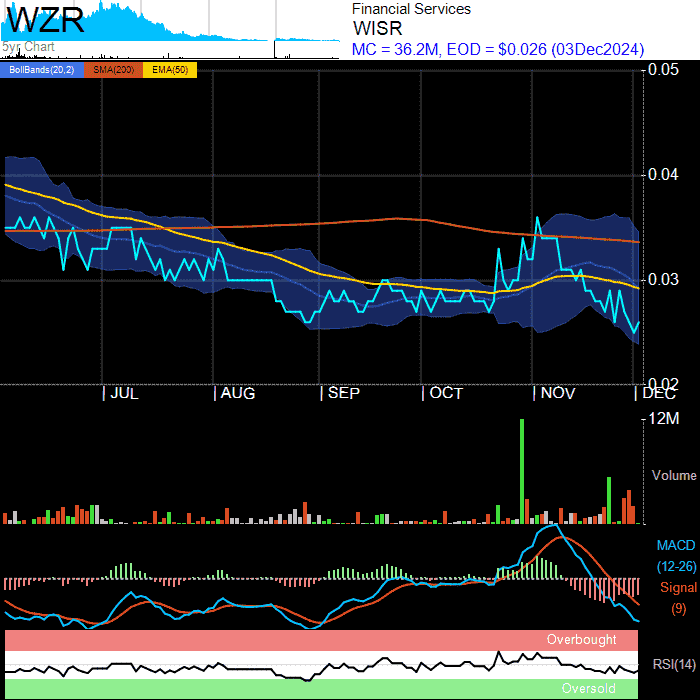 WZR
5yr Chart
Financial Services
WISR
MC = 36.2M, EOD = $0.026 (03Dec2024)
BollBands(20,2) SMA(200) EMA(50)
0.05
0.04
0.03
0.02
JUL AUG SEP OCT NOV DEC
12M
Volume
MACD
(12-26)
Signal
(9)
Overbought
RSI(14)
Oversold